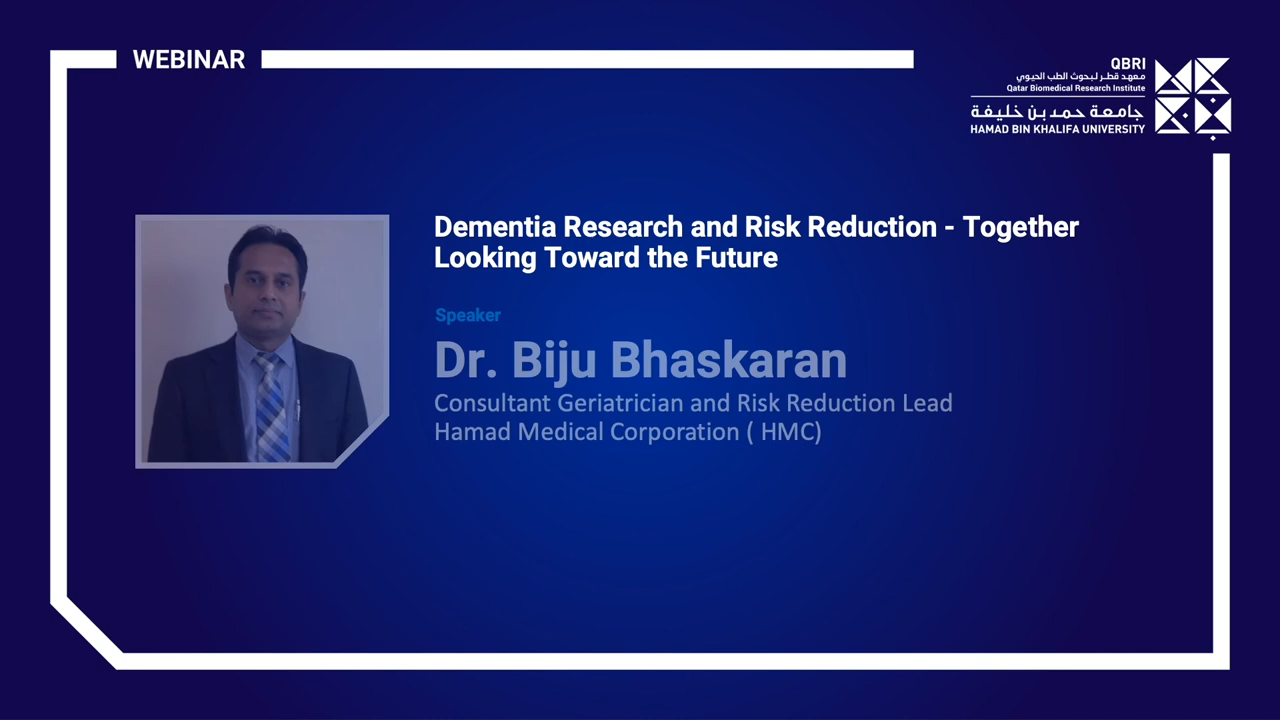 WEBINAR
QBRI
معهد قطر لبحوث الطب الحيوي
Qatar Biomedical Research Institute
جامعة حمد بن خليفة
HAMAD BIN KHALIFA UNIVERSITY
Dementia Research and Risk Reduction - Together
Looking Toward the Future
Speaker
Dr. Biju Bhaskaran
Consultant Geriatrician and Risk Reduction Lead
Hamad Medical Corporation ( HMC)